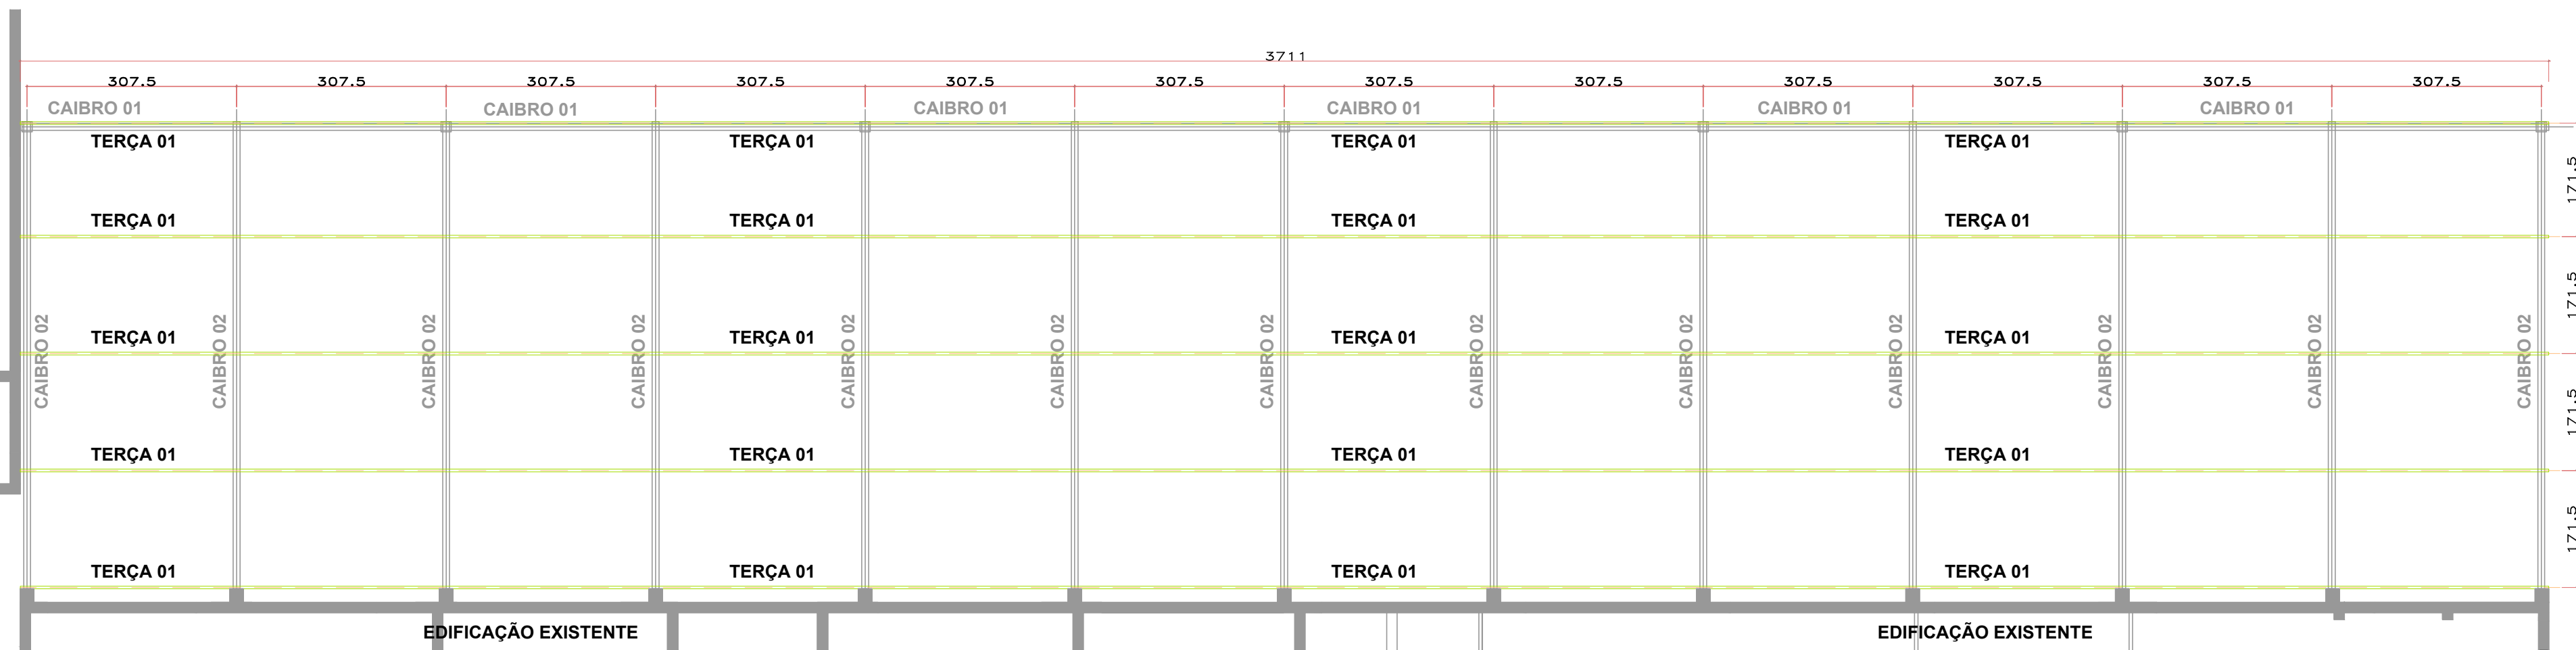 3711
307.5 307.5 307.5 307.5 307.5 307.5 307.5 307.5 307.5 307.5 307.5 307.5
CAIBRO 01 CAIBRO 01 CAIBRO 01 CAIBRO 01 CAIBRO 01 CAIBRO 01
TERÇA 01 TERÇA 01 TERÇA 01 TERÇA 01
171.5
TERÇA 01 TERÇA 01 TERÇA 01 TERÇA 01
171.5
TERÇA 01 TERÇA 01 TERÇA 01 TERÇA 01
CAIBRO 02 CAIBRO 02 CAIBRO 02 CAIBRO 02 CAIBRO 02 CAIBRO 02 CAIBRO 02 CAIBRO 02 CAIBRO 02 CAIBRO 02 CAIBRO 02 CAIBRO 02 CAIBRO 02
171.5
TERÇA 01 TERÇA 01 TERÇA 01 TERÇA 01
171.5
TERÇA 01 TERÇA 01 TERÇA 01 TERÇA 01
EDIFICAÇÃO EXISTENTE EDIFICAÇÃO EXISTENTE